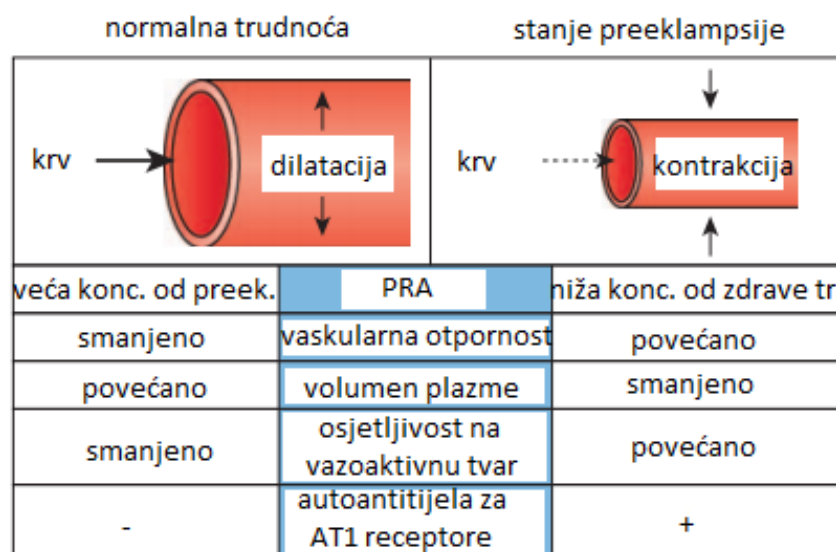 normalna trudnoća
stanje preeklampsije
krv
dilatacija
krv
kontrakcija
veća konc. od preek.
PRA
niža konc. od zdrave tr
smanjeno
vaskularna otpornost
povećano
povećano
volumen plazme
smanjeno
smanjeno
osjetljivost na
vazoaktivnu tvar
povećano
-
autoantitijela za
AT1 receptore
+